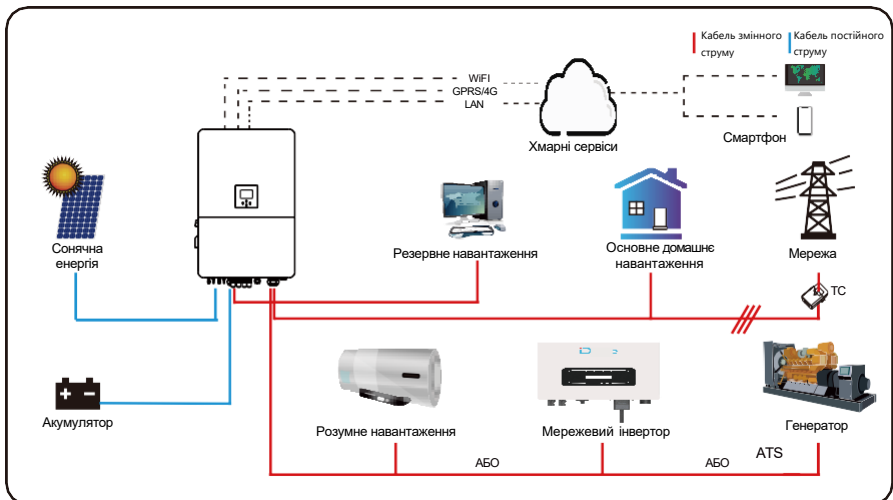 Кабель змінного
струму
Кабель постійного
струму
WiFI
GPRS/4G
LAN
Хмарні сервіси
Смартфон
Сонячна
енергія
Резервне навантаження
Основне домашнє
навантаження
Мережа
ТС
Акумулятор
Розумне навантаження
Мережевий інвертор
Генератор
АБО
АБО
ATS